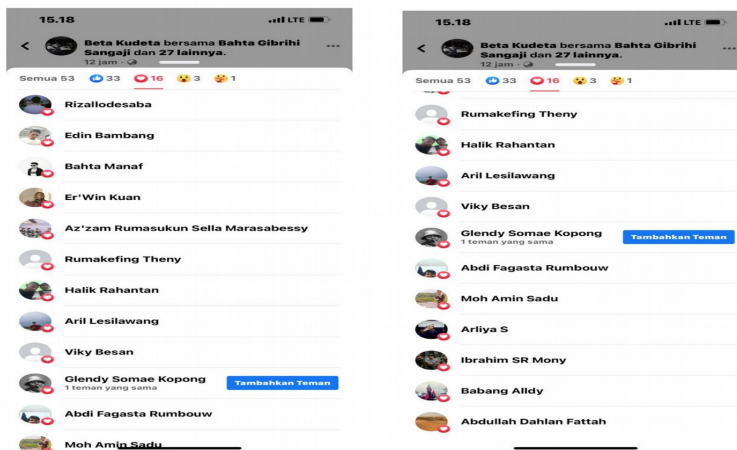 15.18
LTE
Beta Kudeta bersama Bahta Gibrihi
Sangaji dan 27 lainnya.
12 jam
Semua 53 33 16 3 1
Rizallodesaba
Edin Bambang
Bahta Manaf
Er'Win Kuan
Az'zam Rumasukun Sella Marasabessy
Rumakefing Theny
Halik Rahantan
Aril Lesilawang
Viky Besan
Glendy Somae Kopong
1 teman yang sama
Tambahkan Teman
Abdi Fagasta Rumbouw
Moh Amin Sadu
15.18
LTE
Beta Kudeta bersama Bahta Gibrihi
Sangaji dan 27 lainnya.
12 jam
Semua 53 33 16 3 1
Rumakefing Theny
Halik Rahantan
Aril Lesilawang
Viky Besan
Glendy Somae Kopong
1 teman yang sama
Tambahkan Teman
Abdi Fagasta Rumbouw
Moh Amin Sadu
Arliya S
Ibrahim SR Mony
Babang Alldy
Abdullah Dahlan Fattah